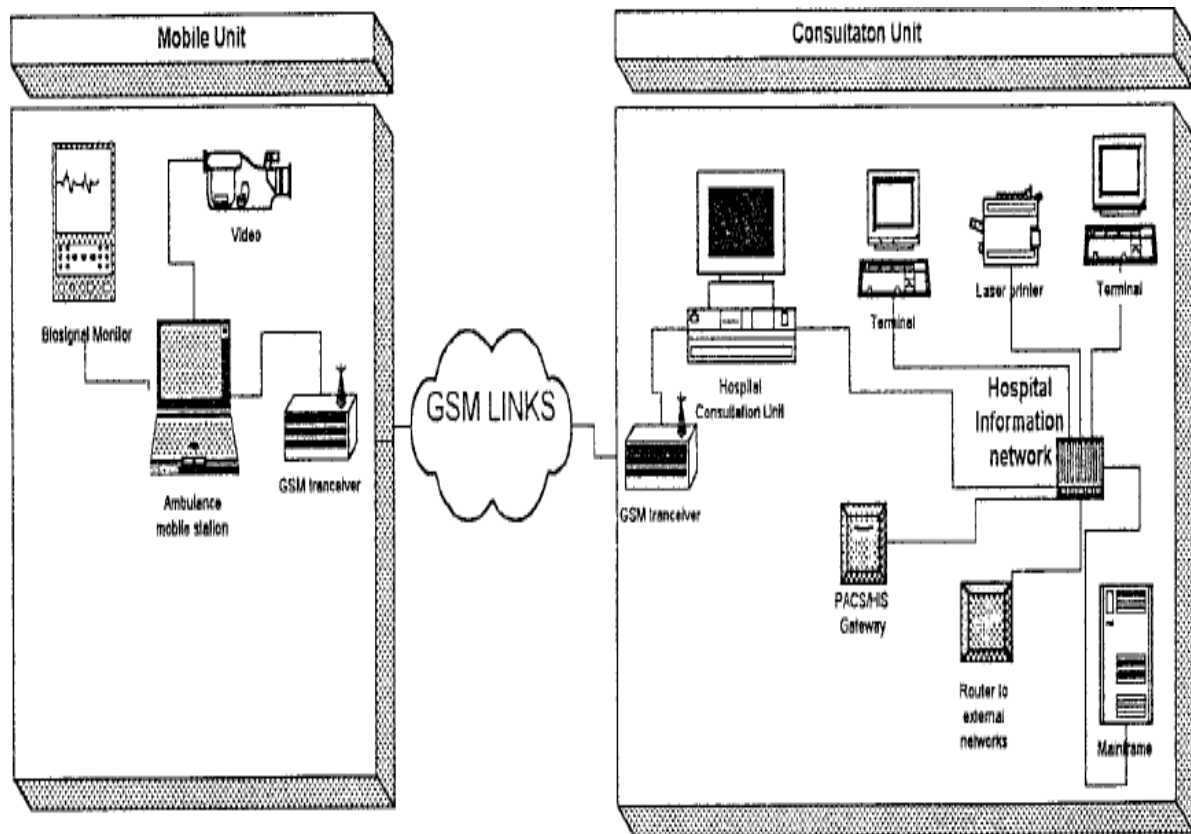 Mobile Unit
Consultaton Unit
Video
Biosignal Monitor
Ambulance
mobile station
GSM tranceiver
GSM LINKS
Hospital
Consultation Unit
GSM tranceiver
Terminal
Laser printer
Terminal
Hospital
Information
network
PACS/HIS
Gateway
Router to
external
networks
Mainframe